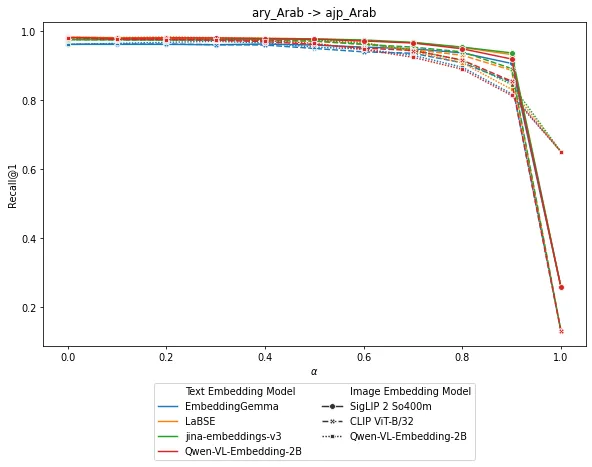 ary_Arab -> ajp_Arab
Recall@1
1.0
0.8
0.6
0.4
0.2
0.0 0.2 0.4 0.6 0.8 1.0
α
Text Embedding Model Image Embedding Model
EmbeddingGemma SigLIP 2 So400m
LaBSE CLIP ViT-B/32
jina-embeddings-v3 Qwen-VL-Embedding-2B
Qwen-VL-Embedding-2B